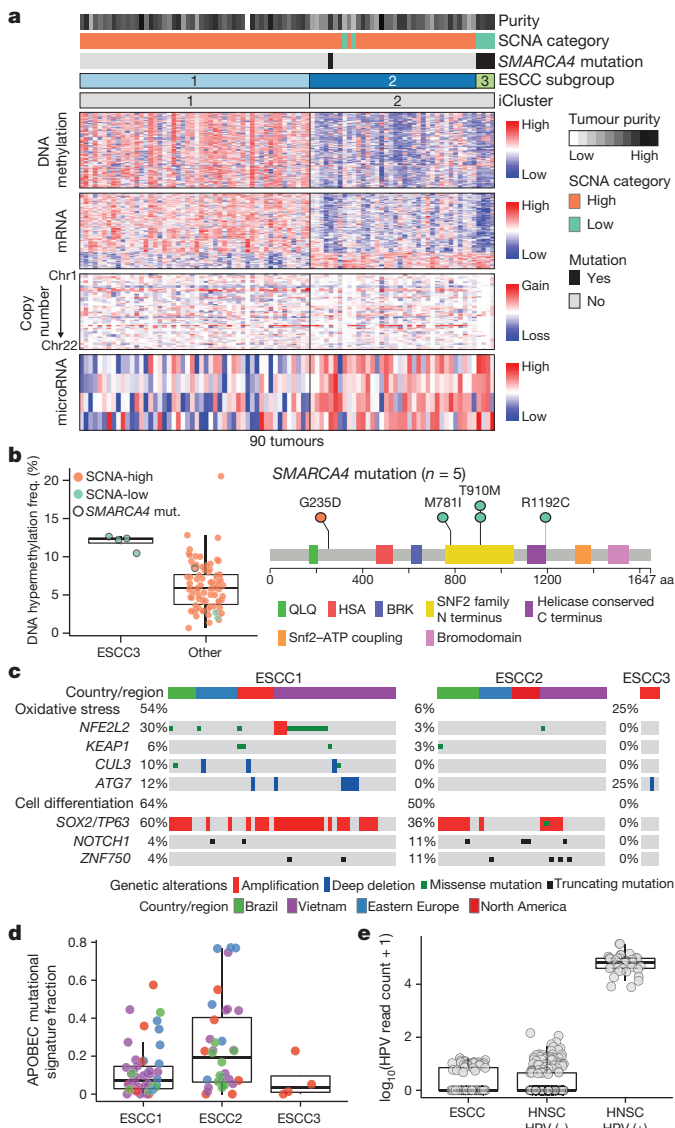 a
Purity
SCNA category
SMARCA4 mutation
1 2 3 ESCC subgroup
1 2 iCluster
DNA methylation
High
Low
mRNA
High
Low
Chr1
Copy number
Chr22
Gain
Loss
microRNA
High
Low
90 tumours
Tumour purity
Low High
SCNA category
High
Low
Mutation
Yes
No
b
DNA hypermethylation freq. (%)
20
15
10
5
0
SCNA-high
SCNA-low
SMARCA4 mut.
ESCC3 Other
SMARCA4 mutation (n = 5)
G235D M781I T910M R1192C
0 400 800 1200 1647 aa
QLQ HSA BRK SNF2 family N terminus Helicase conserved C terminus
Snf2–ATP coupling Bromodomain
c
ESCC1 ESCC2 ESCC3
Country/region
Oxidative stress 54% 6% 25%
NFE2L2 30% 3% 0%
KEAP1 6% 3% 0%
CUL3 10% 0% 0%
ATG7 12% 0% 25%
Cell differentiation 64% 50% 0%
SOX2/TP63 60% 36% 0%
NOTCH1 4% 11% 0%
ZNF750 4% 11% 0%
Genetic alterations Amplification Deep deletion Missense mutation Truncating mutation
Country/region Brazil Vietnam Eastern Europe North America
d
APOBEC mutational signature fraction
0.8
0.6
0.4
0.2
0
ESCC1 ESCC2 ESCC3
e
log10(HPV read count + 1)
4
2
0
ESCC HNSC HNSC
HPV (-) HPV (+)